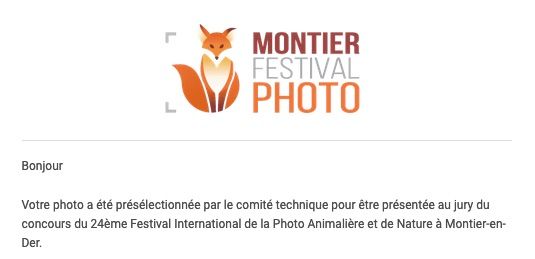 MONTIER
FESTIVAL
PHOTO
Bonjour
Votre photo a été présélectionnée par le comité technique pour être présentée au jury du
concours du 24ème Festival International de la Photo Animalière et de Nature à Montier-en-
Der.